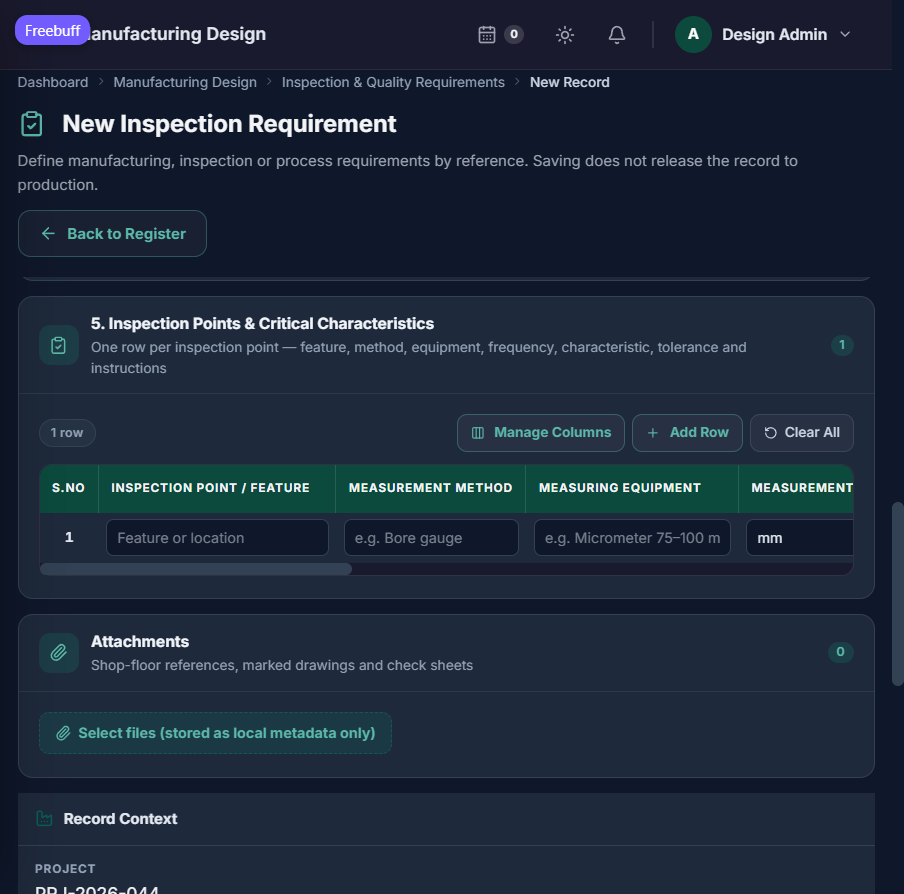 Freebuff
anufacturing Design
0
A
Design Admin
Dashboard > Manufacturing Design > Inspection & Quality Requirements > New Record
New Inspection Requirement
Define manufacturing, inspection or process requirements by reference. Saving does not release the record to
production.
← Back to Register
5. Inspection Points & Critical Characteristics
One row per inspection point — feature, method, equipment, frequency, characteristic, tolerance and
instructions
1
1 row
Manage Columns
+ Add Row
Clear All
S.NO INSPECTION POINT / FEATURE MEASUREMENT METHOD MEASURING EQUIPMENT MEASUREMENT
1 Feature or location e.g. Bore gauge e.g. Micrometer 75–100 m mm
Attachments
Shop-floor references, marked drawings and check sheets
0
Select files (stored as local metadata only)
Record Context
PROJECT
PRJ-2026-044